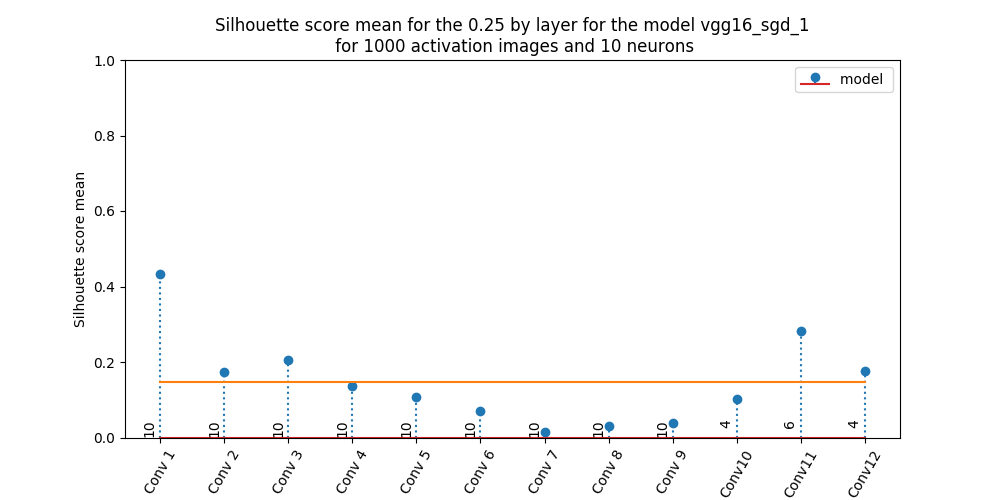 Silhouette score mean for the 0.25 by layer for the model vgg16_sgd_1
for 1000 activation images and 10 neurons
model
Silhouette score mean
1.0
0.8
0.6
0.4
0.2
0.0
10 10 10 10 10 10 10 10 10 4 6 4
Conv 1 Conv 2 Conv 3 Conv 4 Conv 5 Conv 6 Conv 7 Conv 8 Conv 9 Conv10 Conv11 Conv12